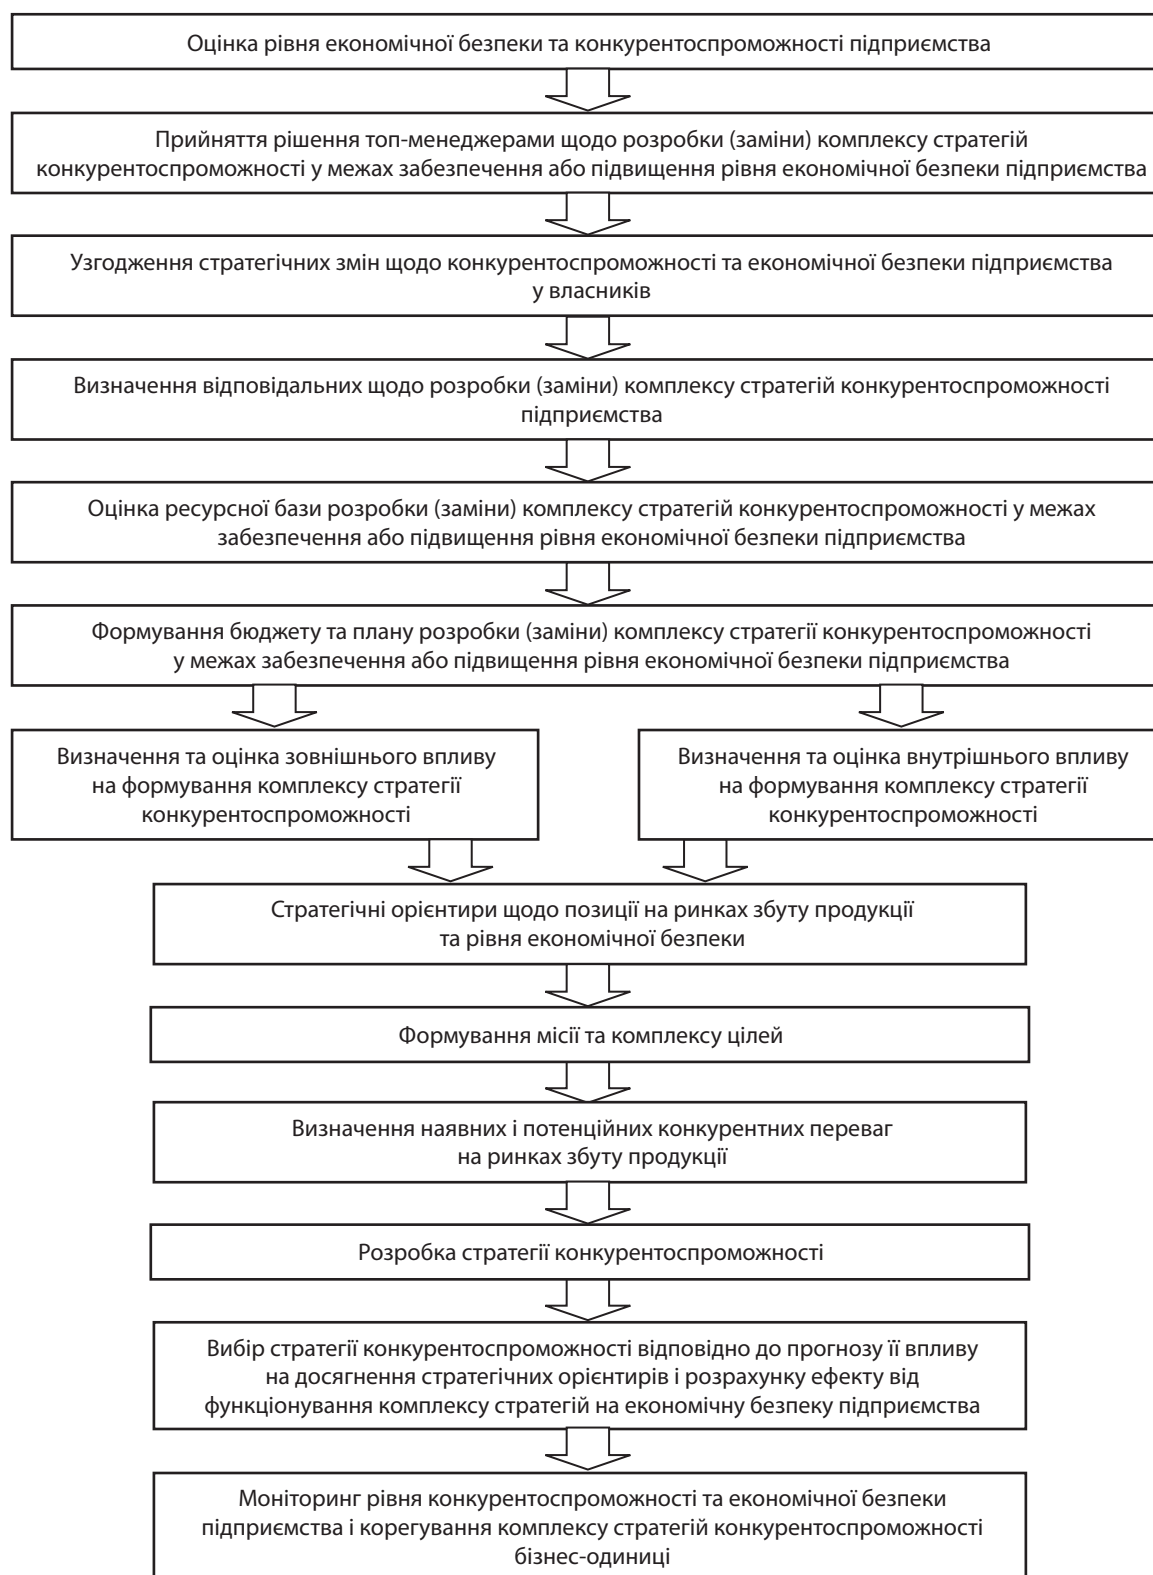 Оцінка рівня економічної безпеки та конкурентоспроможності підприємства
Прийняття рішення топ-менеджерами щодо розробки (заміни) комплексу стратегій
конкурентоспроможності у межах забезпечення або підвищення рівня економічної безпеки підприємства
Узгодження стратегічних змін щодо конкурентоспроможності та економічної безпеки підприємства
у власників
Визначення відповідальних щодо розробки (заміни) комплексу стратегій конкурентоспроможності
підприємства
Оцінка ресурсної бази розробки (заміни) комплексу стратегій конкурентоспроможності у межах
забезпечення або підвищення рівня економічної безпеки підприємства
Формування бюджету та плану розробки (заміни) комплексу стратегії конкурентоспроможності
у межах забезпечення або підвищення рівня економічної безпеки підприємства
Визначення та оцінка зовнішнього впливу
на формування комплексу стратегії
конкурентоспроможності
Визначення та оцінка внутрішнього впливу
на формування комплексу стратегії
конкурентоспроможності
Стратегічні орієнтири щодо позиції на ринках збуту продукції
та рівня економічної безпеки
Формування місії та комплексу цілей
Визначення наявних і потенційних конкурентних переваг
на ринках збуту продукції
Розробка стратегії конкурентоспроможності
Вибір стратегії конкурентоспроможності відповідно до прогнозу її впливу
на досягнення стратегічних орієнтирів і розрахунку ефекту від
функціонування комплексу стратегій на економічну безпеку підприємства
Моніторинг рівня конкурентоспроможності та економічної безпеки
підприємства і корегування комплексу стратегій конкурентоспроможності
бізнес-одиниці